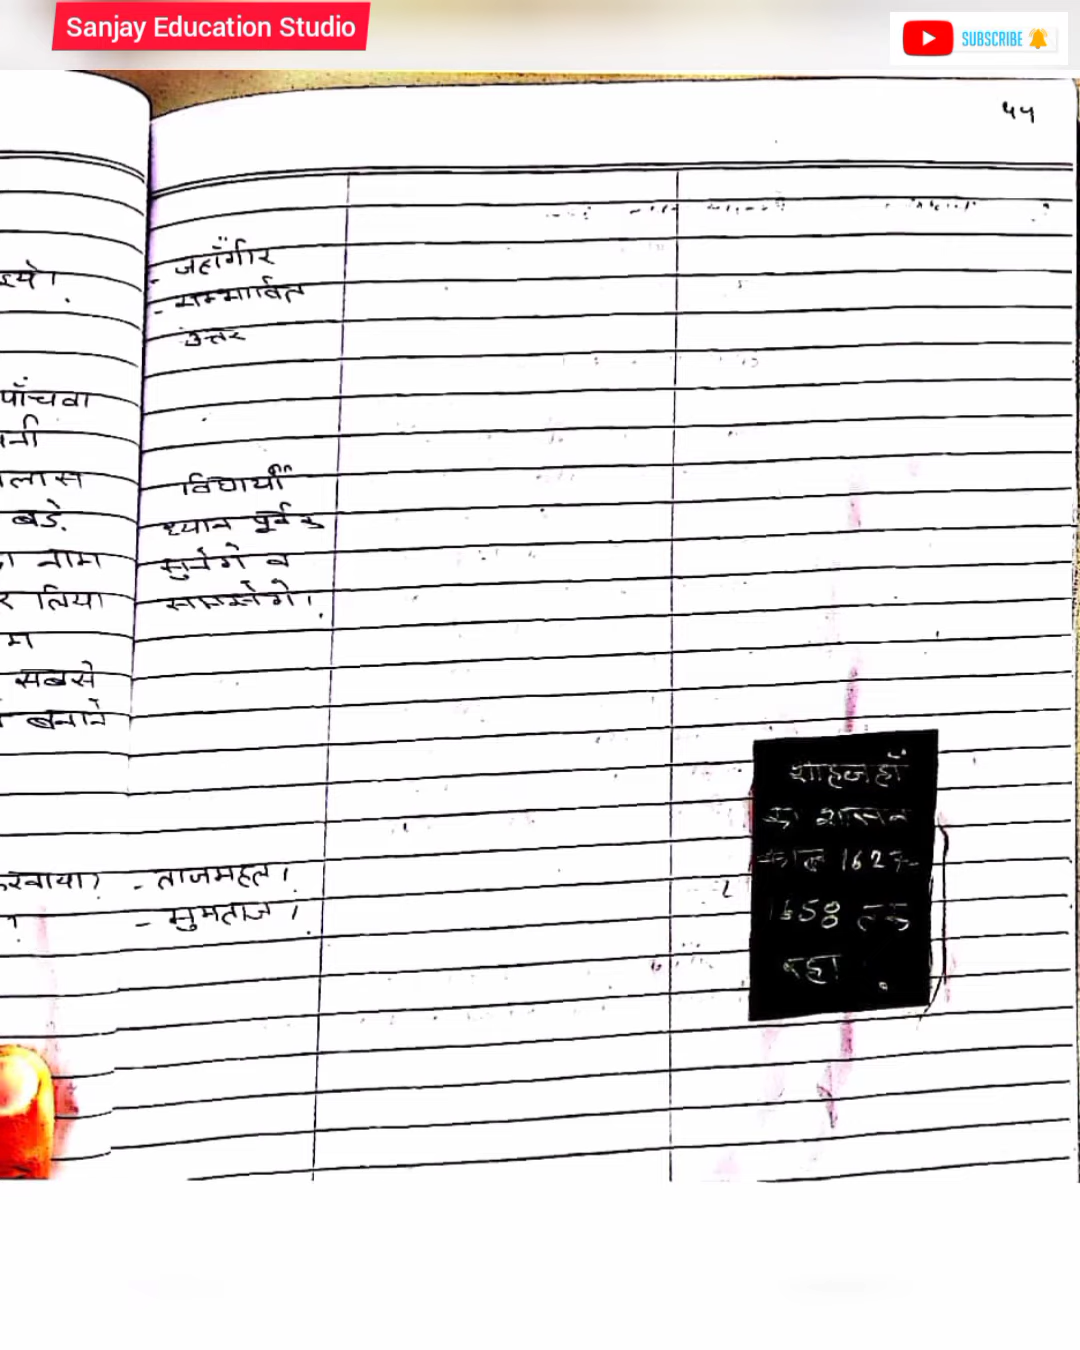 Sanjay Education Studio
SUBSCRIBE
५५
- जहाँगीर
- सम्भावित
उत्तर
ख्ये।
पाँचवा
नी
लास
बडे.
नाम
लिया
म
सबसे
बनाने
विद्यार्थी
ध्यान पूर्वक
सुनेंगे व
समझेंगे।
करवाया? - ताजमहल।
? - मुमताज।
शाहजहाँ
का शासन
काल 1627-
1658 तक
रहा .